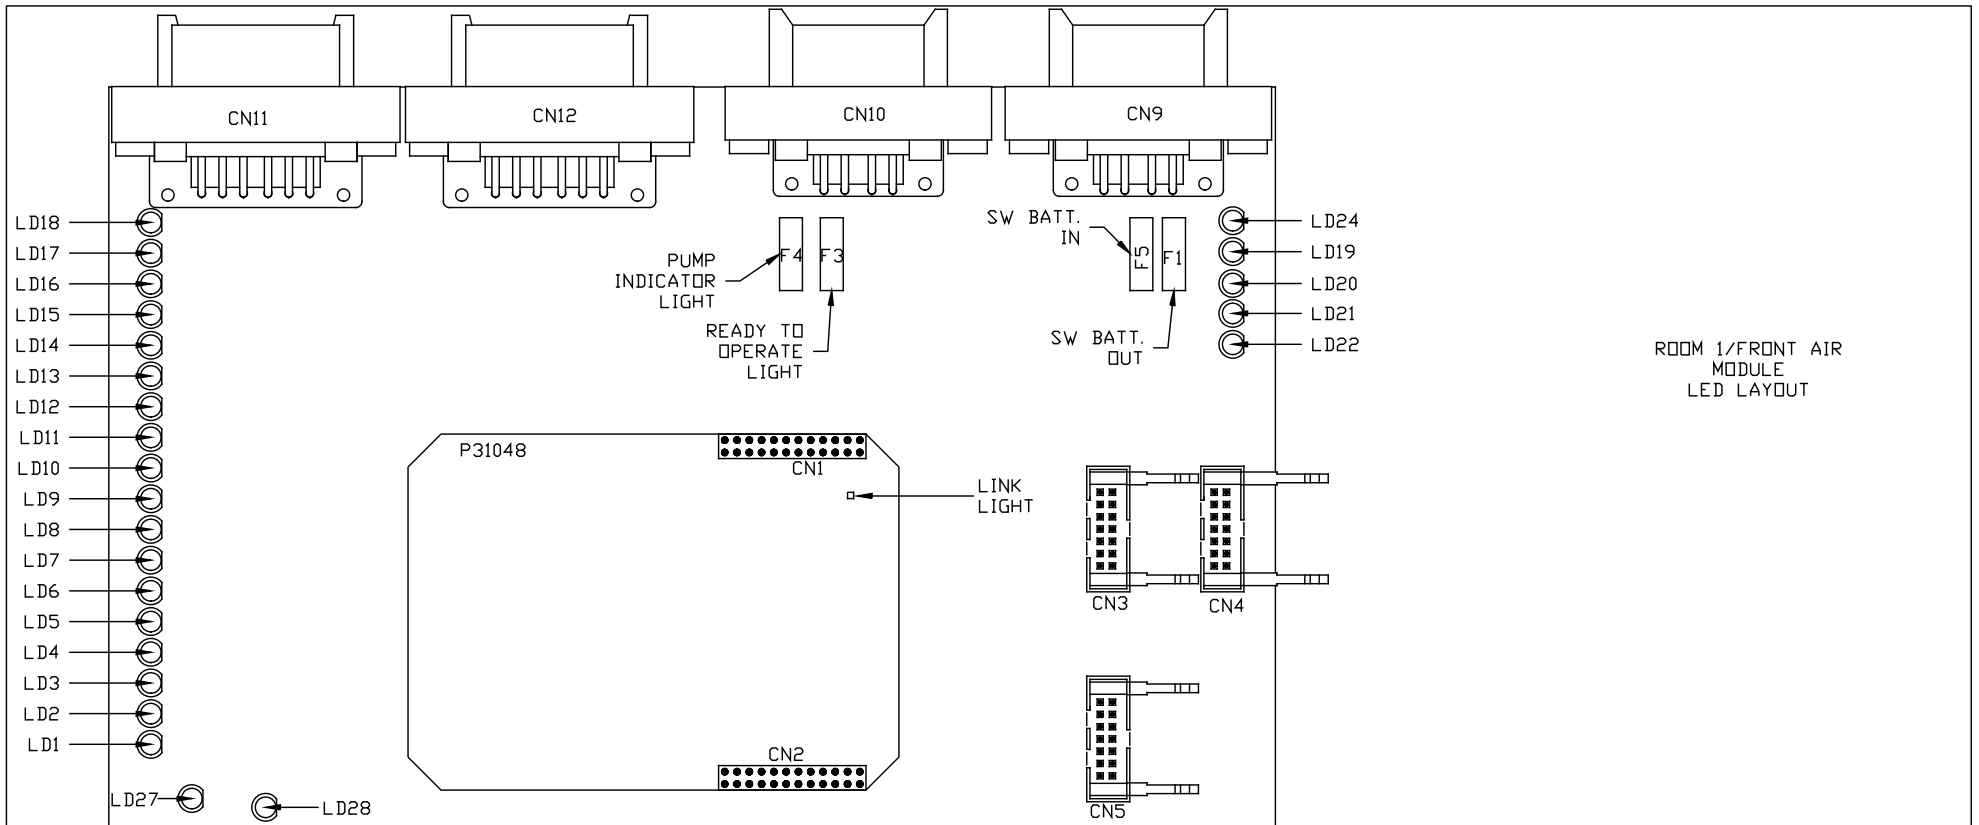 CN11
CN12
CN10
CN9
LD18
LD17
LD16
LD15
LD14
LD13
LD12
LD11
LD10
LD9
LD8
LD7
LD6
LD5
LD4
LD3
LD2
LD1
LD27
LD28
PUMP
INDICATOR
LIGHT
F4
F3
READY TO
OPERATE
LIGHT
SW BATT.
IN
F5
F1
SW BATT.
OUT
LD24
LD19
LD20
LD21
LD22
ROOM 1/FRONT AIR
MODULE
LED LAYOUT
P31048
CN1
LINK
LIGHT
CN2
CN3
CN4
CN5